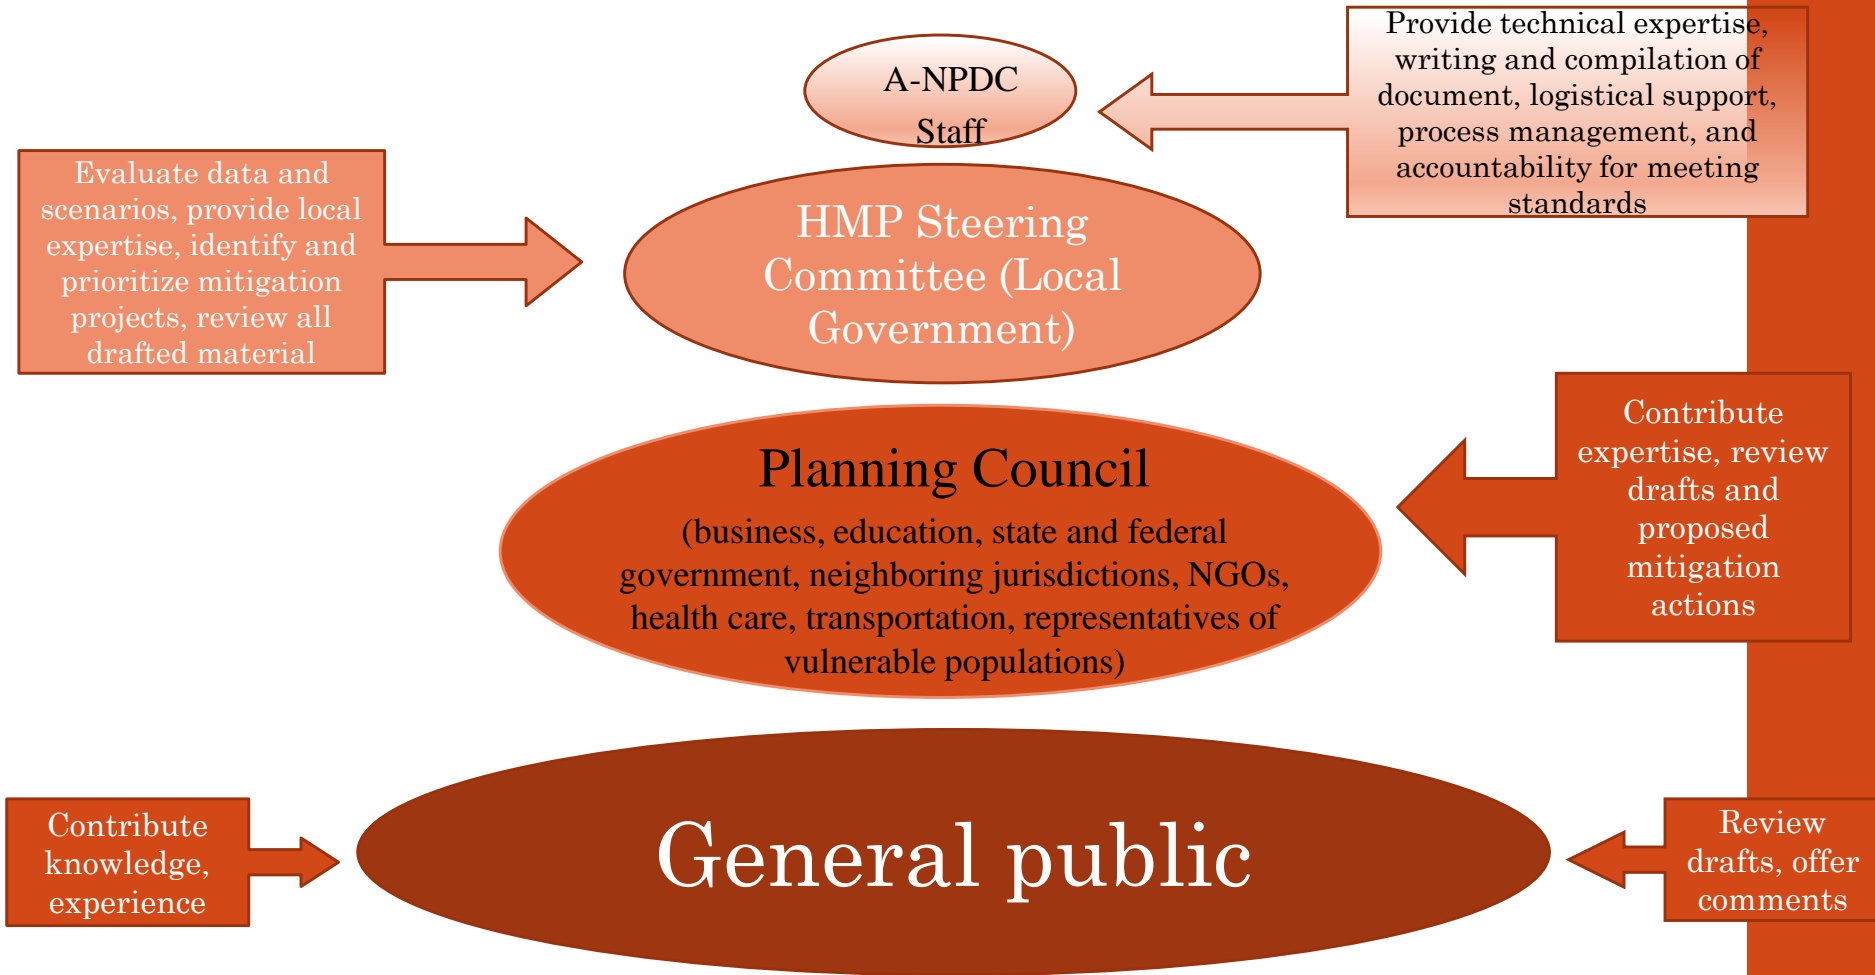 A-NPDC
Staff
Provide technical expertise,
writing and compilation of
document, logistical support,
process management, and
accountability for meeting
standards
Evaluate data and
scenarios, provide local
expertise, identify and
prioritize mitigation
projects, review all
drafted material
HMP Steering
Committee (Local
Government)
Planning Council
(business, education, state and federal
government, neighboring jurisdictions, NGOs,
health care, transportation, representatives of
vulnerable populations)
Contribute
expertise, review
drafts and
proposed
mitigation
actions
Contribute
knowledge,
experience
General public
Review
drafts, offer
comments